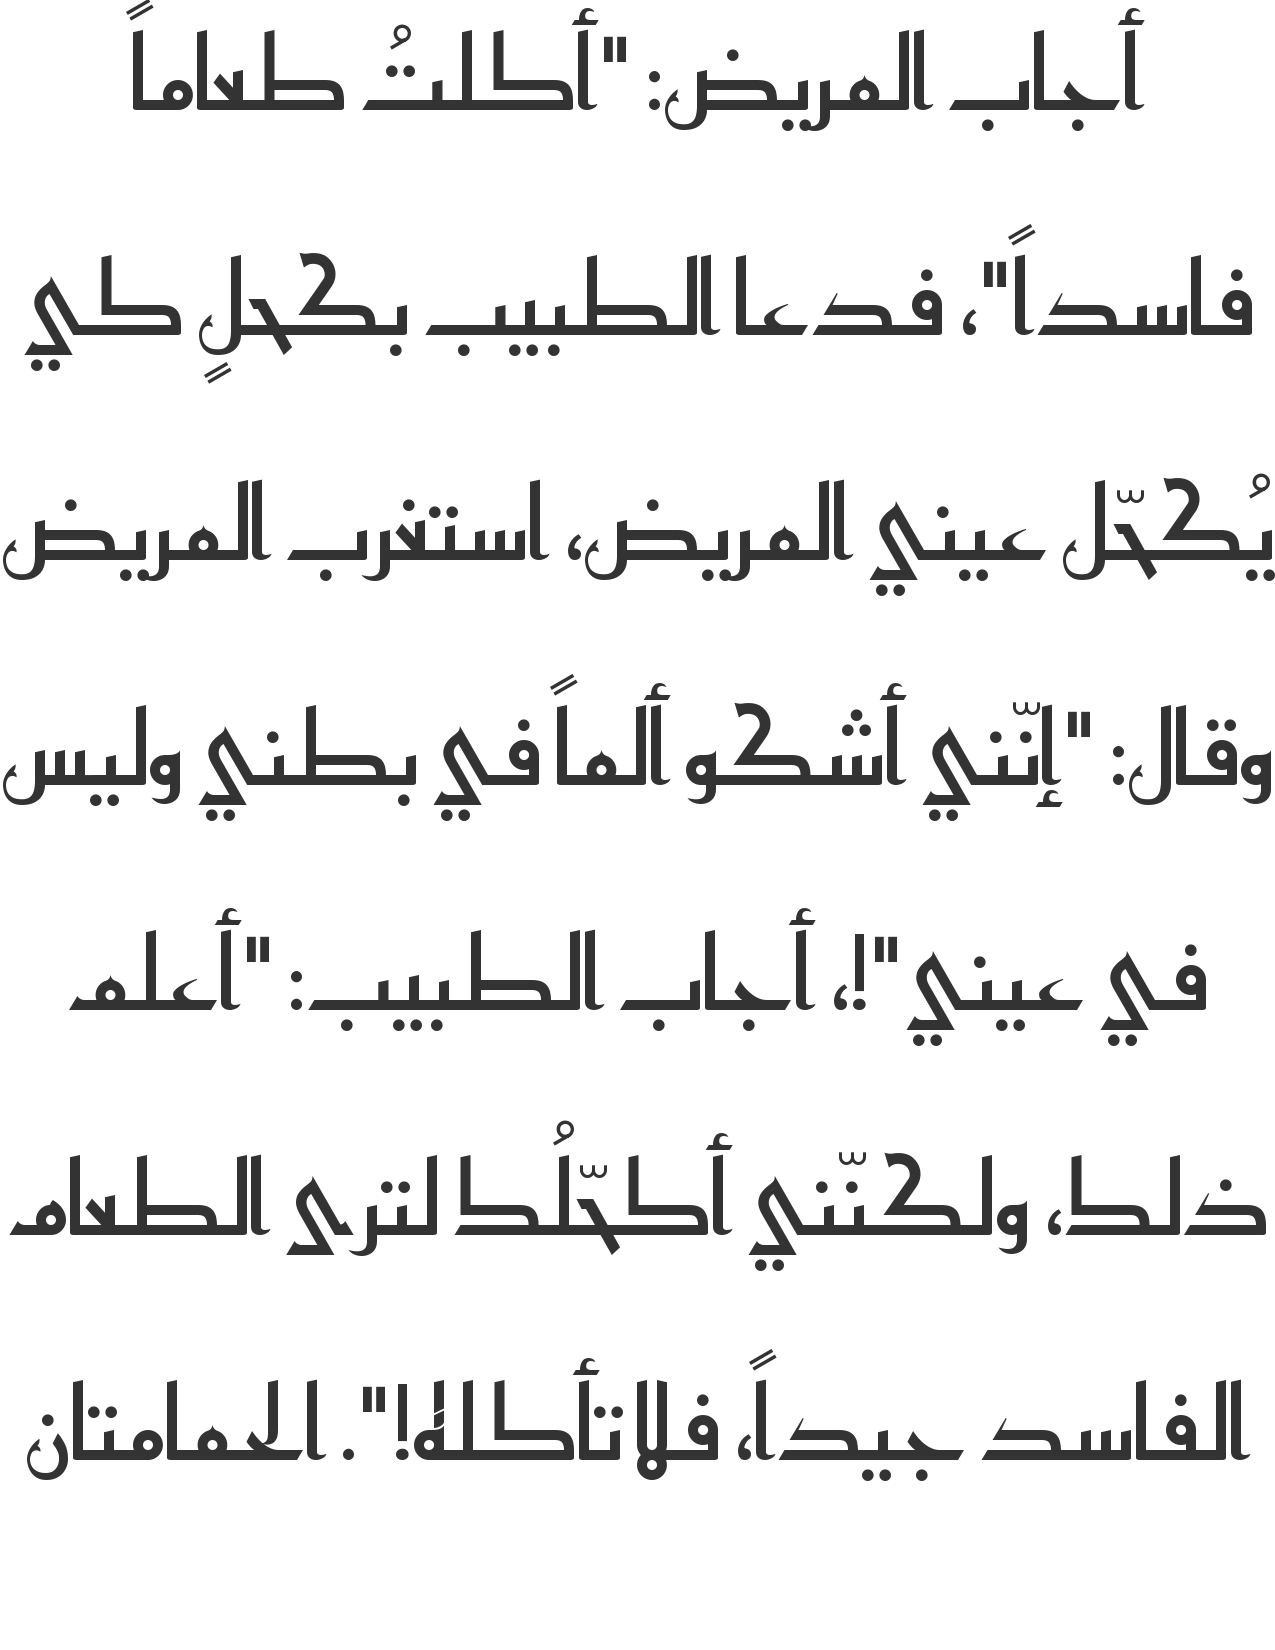 أجاب المريض: "أكلتُ طعاماً
فاسداً"، فدعا الطبيب بكحلٍ كي
يُكحّل عيني المريض، استغرب المريض
وقال: "إنّني أشكو ألماً في بطني وليس
في عيني"!، أجاب الطبيب: "أعلم
ذلك، ولكنّني أكحّلُك لترى الطعام
الفاسد جيداً، فلا تأكله!". الحمامتان